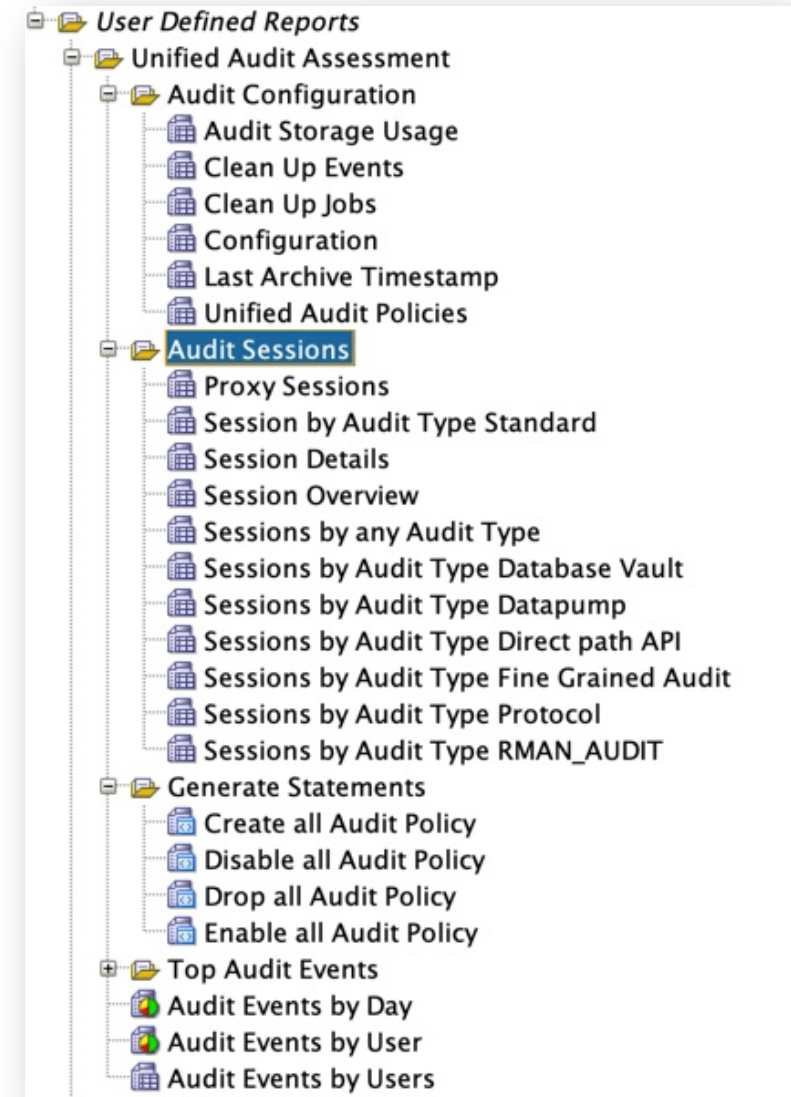 User Defined Reports
Unified Audit Assessment
Audit Configuration
Audit Storage Usage
Clean Up Events
Clean Up Jobs
Configuration
Last Archive Timestamp
Unified Audit Policies
Audit Sessions
Proxy Sessions
Session by Audit Type Standard
Session Details
Session Overview
Sessions by any Audit Type
Sessions by Audit Type Database Vault
Sessions by Audit Type Datapump
Sessions by Audit Type Direct path API
Sessions by Audit Type Fine Grained Audit
Sessions by Audit Type Protocol
Sessions by Audit Type RMAN_AUDIT
Generate Statements
Create all Audit Policy
Disable all Audit Policy
Drop all Audit Policy
Enable all Audit Policy
Top Audit Events
Audit Events by Day
Audit Events by User
Audit Events by Users